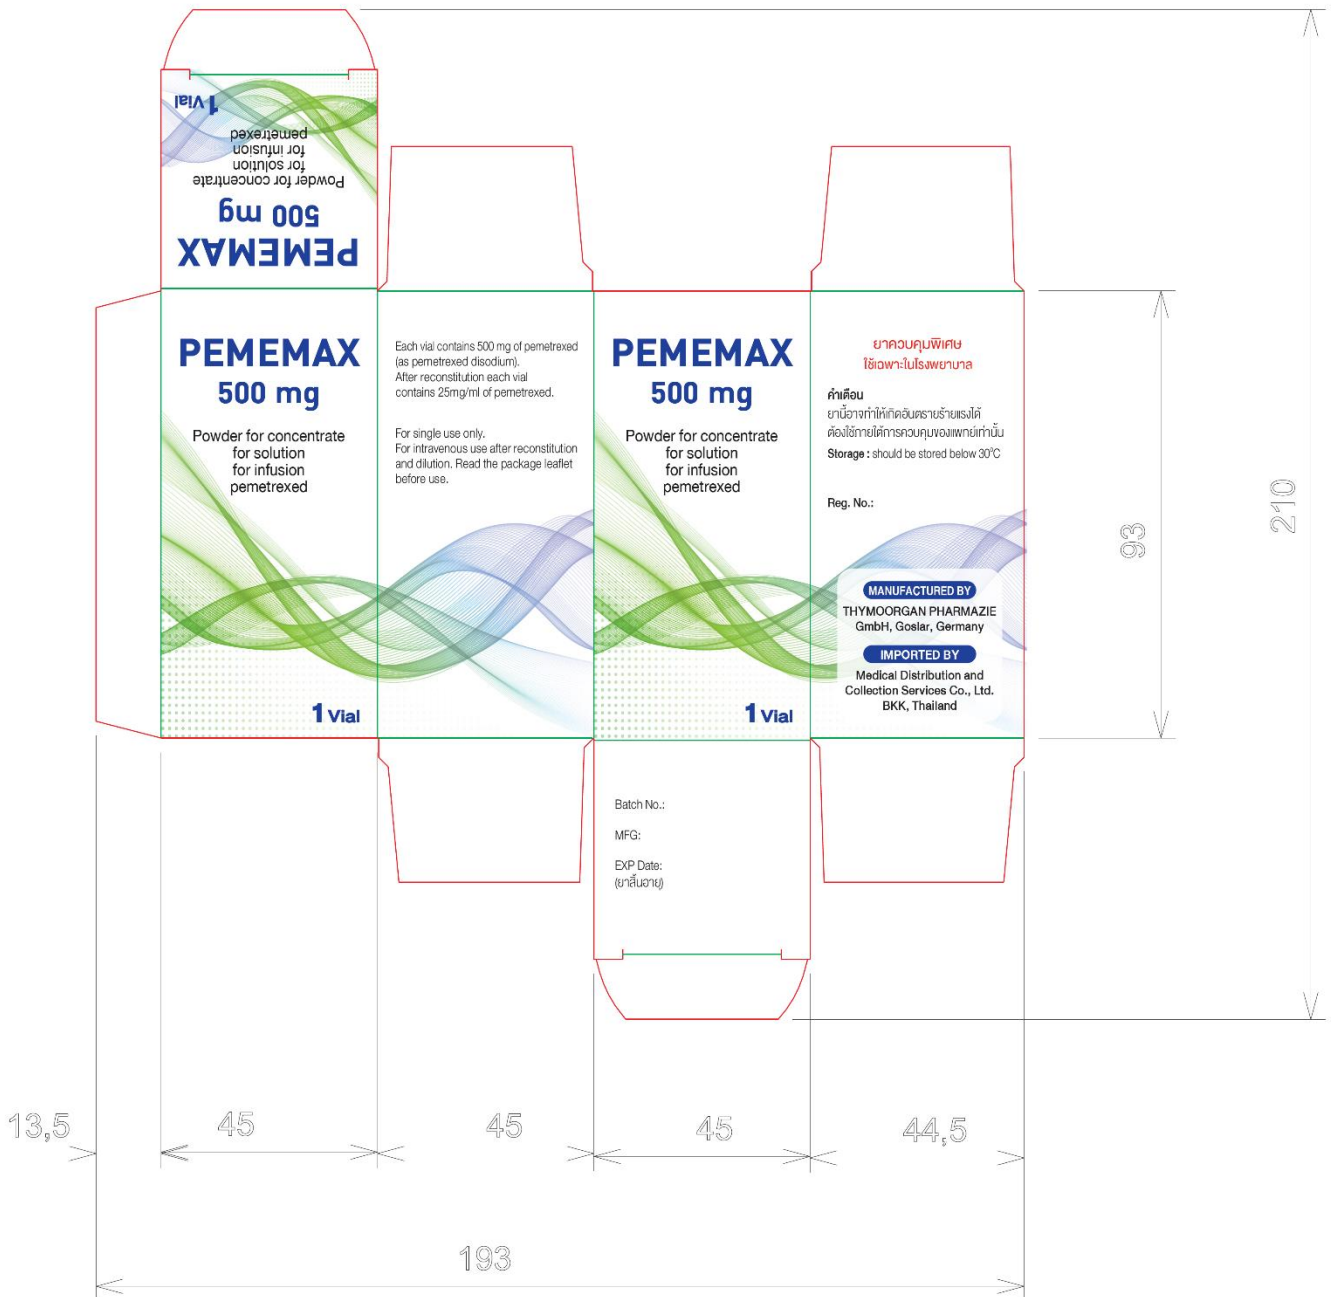 1 Vial
pemetrexed
for infusion
for solution
Powder for concentrate
500 mg
PEMEMAX
PEMEMAX
500 mg
Powder for concentrate
for solution
for infusion
pemetrexed
1 Vial
Each vial contains 500 mg of pemetrexed
(as pemetrexed disodium).
After reconstitution each vial
contains 25mg/ml of pemetrexed.
For single use only.
For intravenous use after reconstitution
and dilution. Read the package leaflet
before use.
PEMEMAX
500 mg
Powder for concentrate
for solution
for infusion
pemetrexed
1 Vial
ยาควบคุมพิเศษ
ใช้เฉพาะในโรงพยาบาล
คำเตือน
ยานี้อาจทำให้เกิดอันตรายร้ายแรงได้
ต้องใช้ภายใต้การควบคุมของแพทย์เท่านั้น
Storage : should be stored below 30°C
Reg. No.:
MANUFACTURED BY
THYMOORGAN PHARMAZIE
GmbH, Goslar, Germany
IMPORTED BY
Medical Distribution and
Collection Services Co., Ltd.
BKK, Thailand
Batch No.:
MFG:
EXP Date:
(ยาสิ้นอายุ)
93
210
13,5
45
45
45
44,5
193